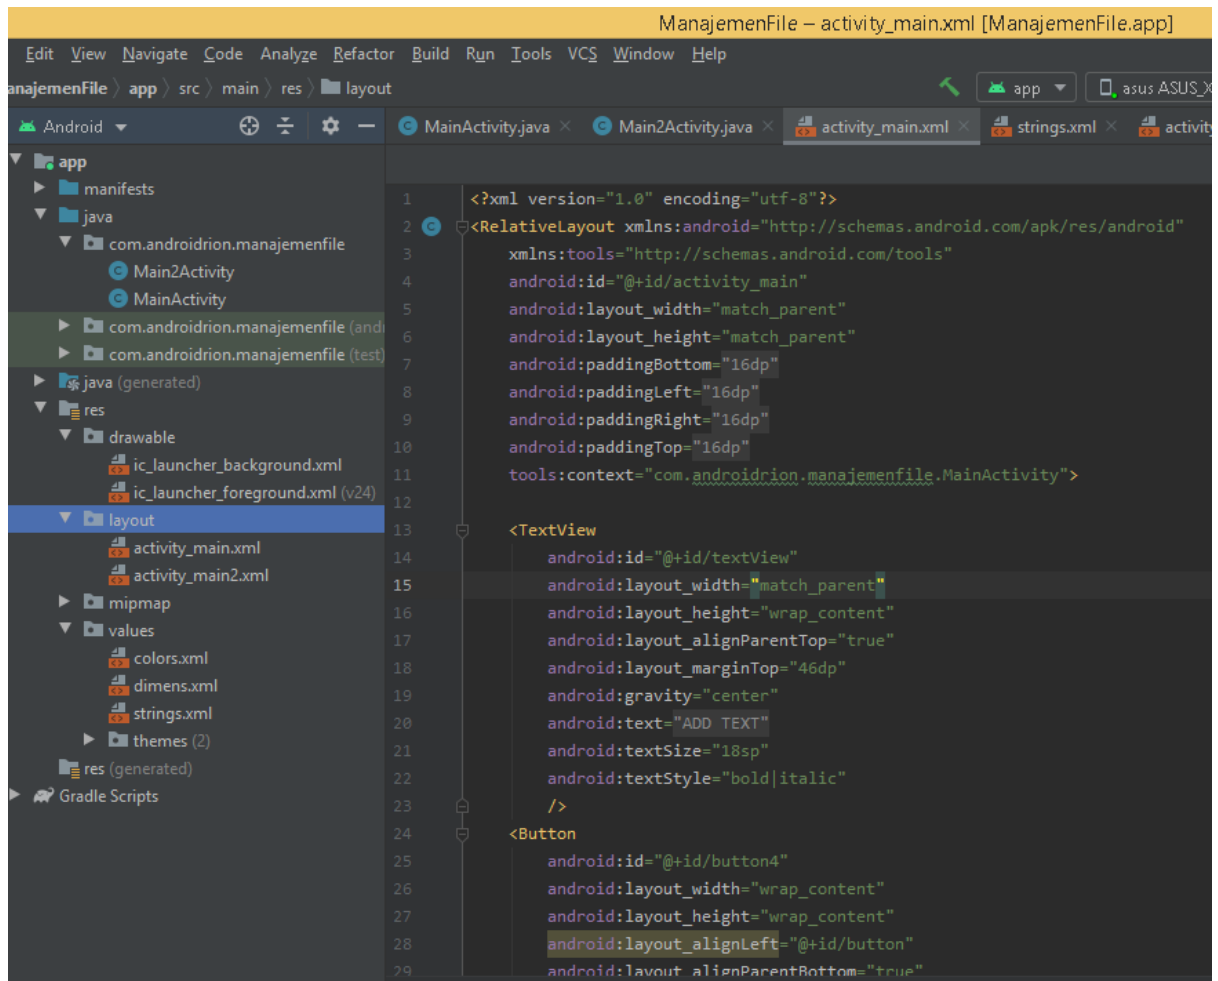 ManajemenFile – activity_main.xml [ManajemenFile.app]
Edit View Navigate Code Analyze Refactor Build Run Tools VCS Window Help
anajemenFile app src main res layout
app asus ASUS_X
Android
MainActivity.java Main2Activity.java activity_main.xml strings.xml activity
app
manifests
java
com.androidrion.manajemenfile
Main2Activity
MainActivity
com.androidrion.manajemenfile (and
com.androidrion.manajemenfile (test)
java (generated)
res
drawable
ic_launcher_background.xml
ic_launcher_foreground.xml (v24)
layout
activity_main.xml
activity_main2.xml
mipmap
values
colors.xml
dimens.xml
strings.xml
themes (2)
res (generated)
Gradle Scripts
1 <?xml version="1.0" encoding="utf-8"?>
2 <RelativeLayout xmlns:android="http://schemas.android.com/apk/res/android"
3 xmlns:tools="http://schemas.android.com/tools"
4 android:id="@+id/activity_main"
5 android:layout_width="match_parent"
6 android:layout_height="match_parent"
7 android:paddingBottom="16dp"
8 android:paddingLeft="16dp"
9 android:paddingRight="16dp"
10 android:paddingTop="16dp"
11 tools:context="com.androidrion.manajemenfile.MainActivity">
12
13 <TextView
14 android:id="@+id/textView"
15 android:layout_width="match_parent"
16 android:layout_height="wrap_content"
17 android:layout_alignParentTop="true"
18 android:layout_marginTop="46dp"
19 android:gravity="center"
20 android:text="ADD TEXT"
21 android:textSize="18sp"
22 android:textStyle="bold|italic"
23 />
24 <Button
25 android:id="@+id/button4"
26 android:layout_width="wrap_content"
27 android:layout_height="wrap_content"
28 android:layout_alignLeft="@+id/button"
29 android:layout_alignParentBottom="true"